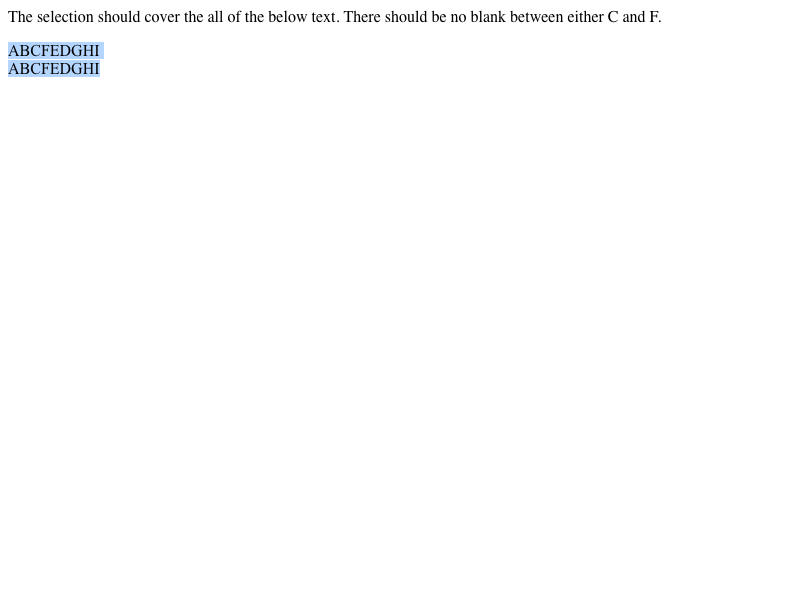 The selection should cover the all of the below text. There should be no blank between either C and F.
ABCFEDGHI
ABCFEDGHI